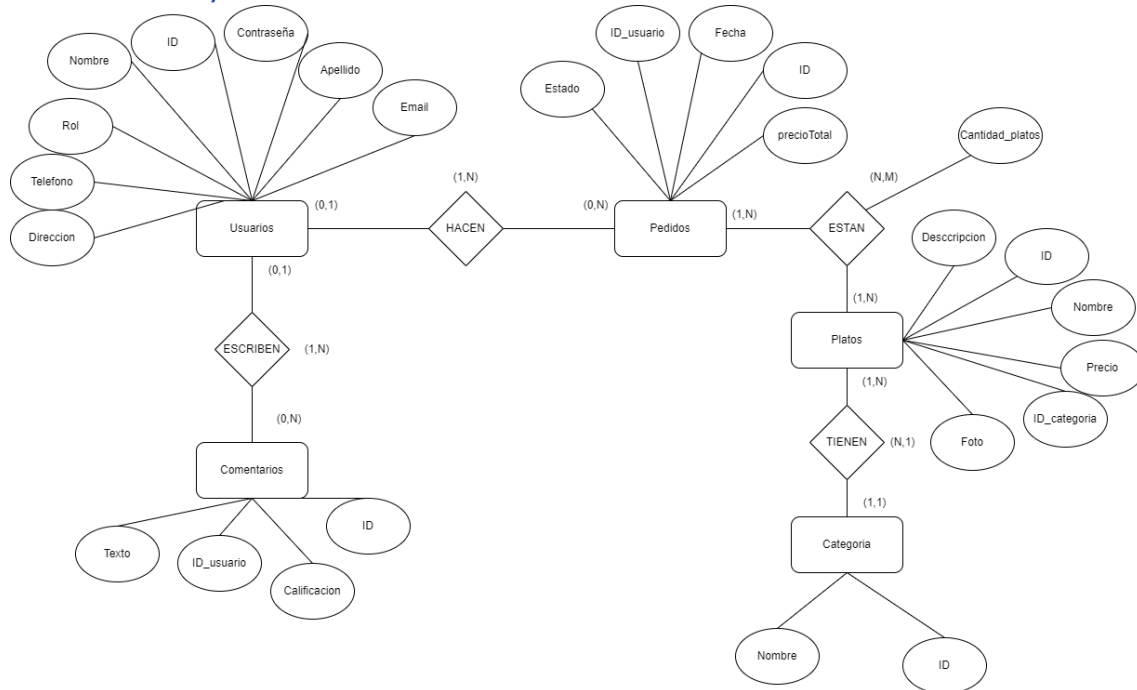 ID
Contraseña
Nombre
Apellido
Email
Rol
Telefono
Direccion
Usuarios
(0,1)
(0,1)
(1,N)
HACEN
(0,N)
ID_usuario
Fecha
Estado
ID
precioTotal
Pedidos
(1,N)
Cantidad_platos
(N,M)
ESTAN
(1,N)
Desccripcion
ID
Nombre
Precio
ID_categoria
Foto
Platos
(1,N)
TIENEN
(N,1)
(1,1)
Categoria
Nombre
ID
ESCRIBEN
(1,N)
(0,N)
Comentarios
ID
Texto
ID_usuario
Calificacion